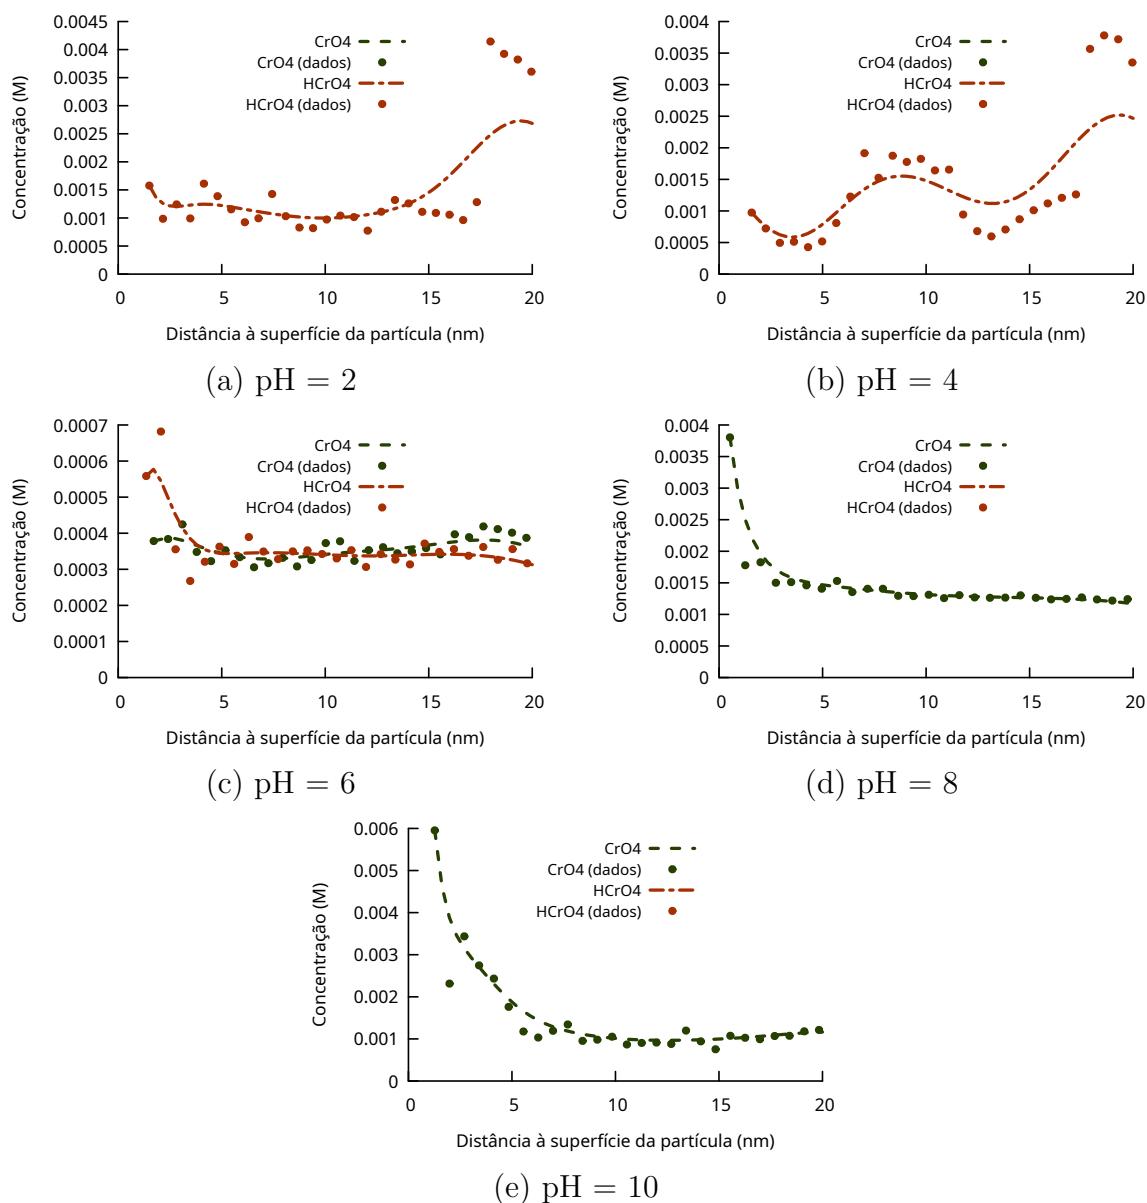 Concentração (M)
0.0045
0.004
0.0035
0.003
0.0025
0.002
0.0015
0.001
0.0005
0
CrO4
CrO4 (dados)
HCrO4
HCrO4 (dados)
0 5 10 15 20
Distância à superfície da partícula (nm)
(a) pH = 2
Concentração (M)
0.004
0.0035
0.003
0.0025
0.002
0.0015
0.001
0.0005
0
CrO4
CrO4 (dados)
HCrO4
HCrO4 (dados)
0 5 10 15 20
Distância à superfície da partícula (nm)
(b) pH = 4
Concentração (M)
0.0007
0.0006
0.0005
0.0004
0.0003
0.0002
0.0001
0
CrO4
CrO4 (dados)
HCrO4
HCrO4 (dados)
0 5 10 15 20
Distância à superfície da partícula (nm)
(c) pH = 6
Concentração (M)
0.004
0.0035
0.003
0.0025
0.002
0.0015
0.001
0.0005
0
CrO4
CrO4 (dados)
HCrO4
HCrO4 (dados)
0 5 10 15 20
Distância à superfície da partícula (nm)
(d) pH = 8
Concentração (M)
0.006
0.005
0.004
0.003
0.002
0.001
0
CrO4
CrO4 (dados)
HCrO4
HCrO4 (dados)
0 5 10 15 20
Distância à superfície da partícula (nm)
(e) pH = 10